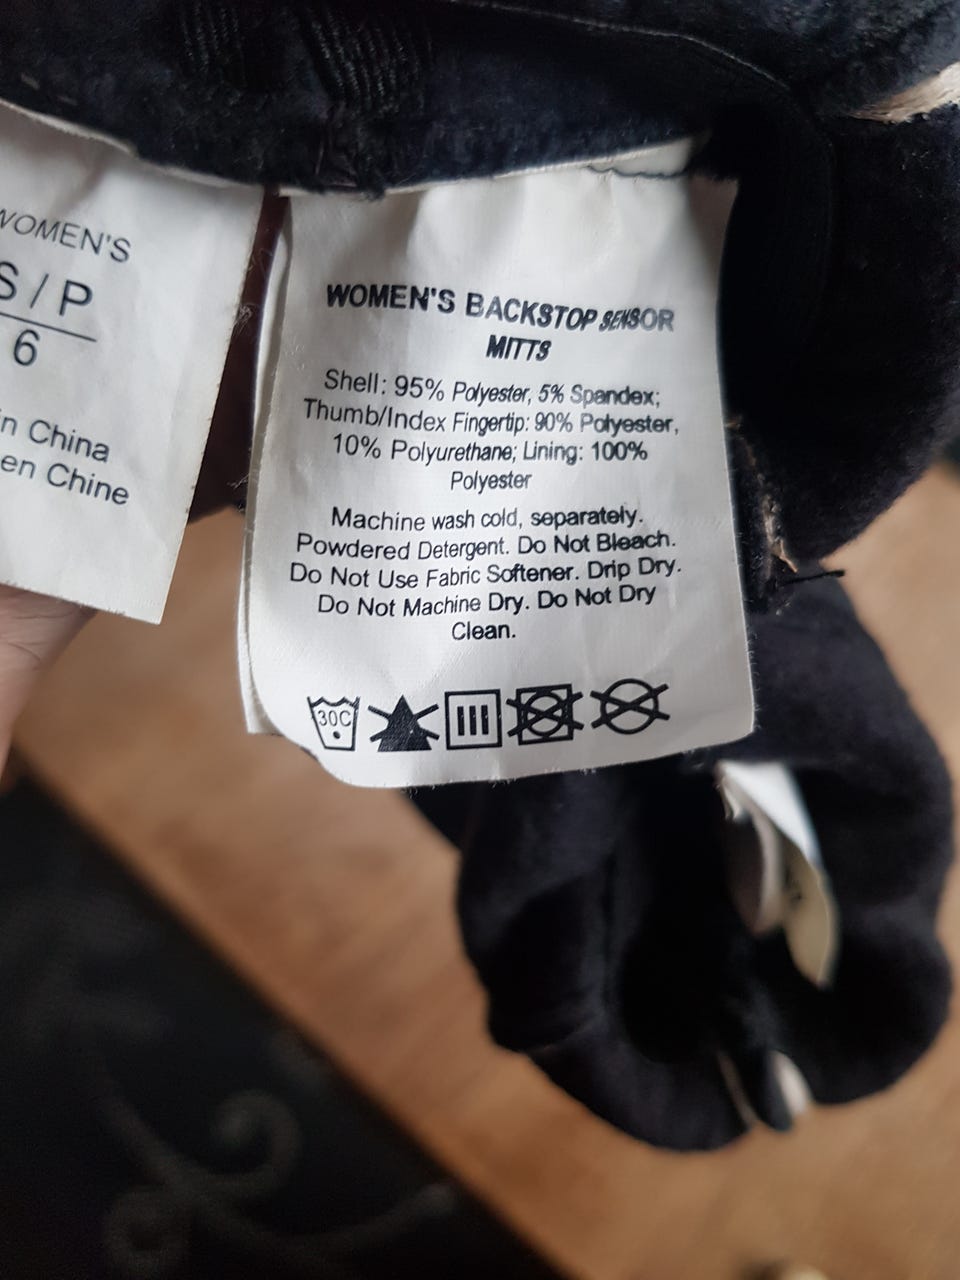 WOMEN'S
S / P
6
in China
en Chine
WOMEN'S BACKSTOP SENSOR
MITTS
Shell: 95% Polyester, 5% Spandex;
Thumb/Index Fingertip: 90% Polyester,
10% Polyurethane; Lining: 100%
Polyester
Machine wash cold, separately.
Powdered Detergent. Do Not Bleach.
Do Not Use Fabric Softener. Drip Dry.
Do Not Machine Dry. Do Not Dry
Clean.
30C